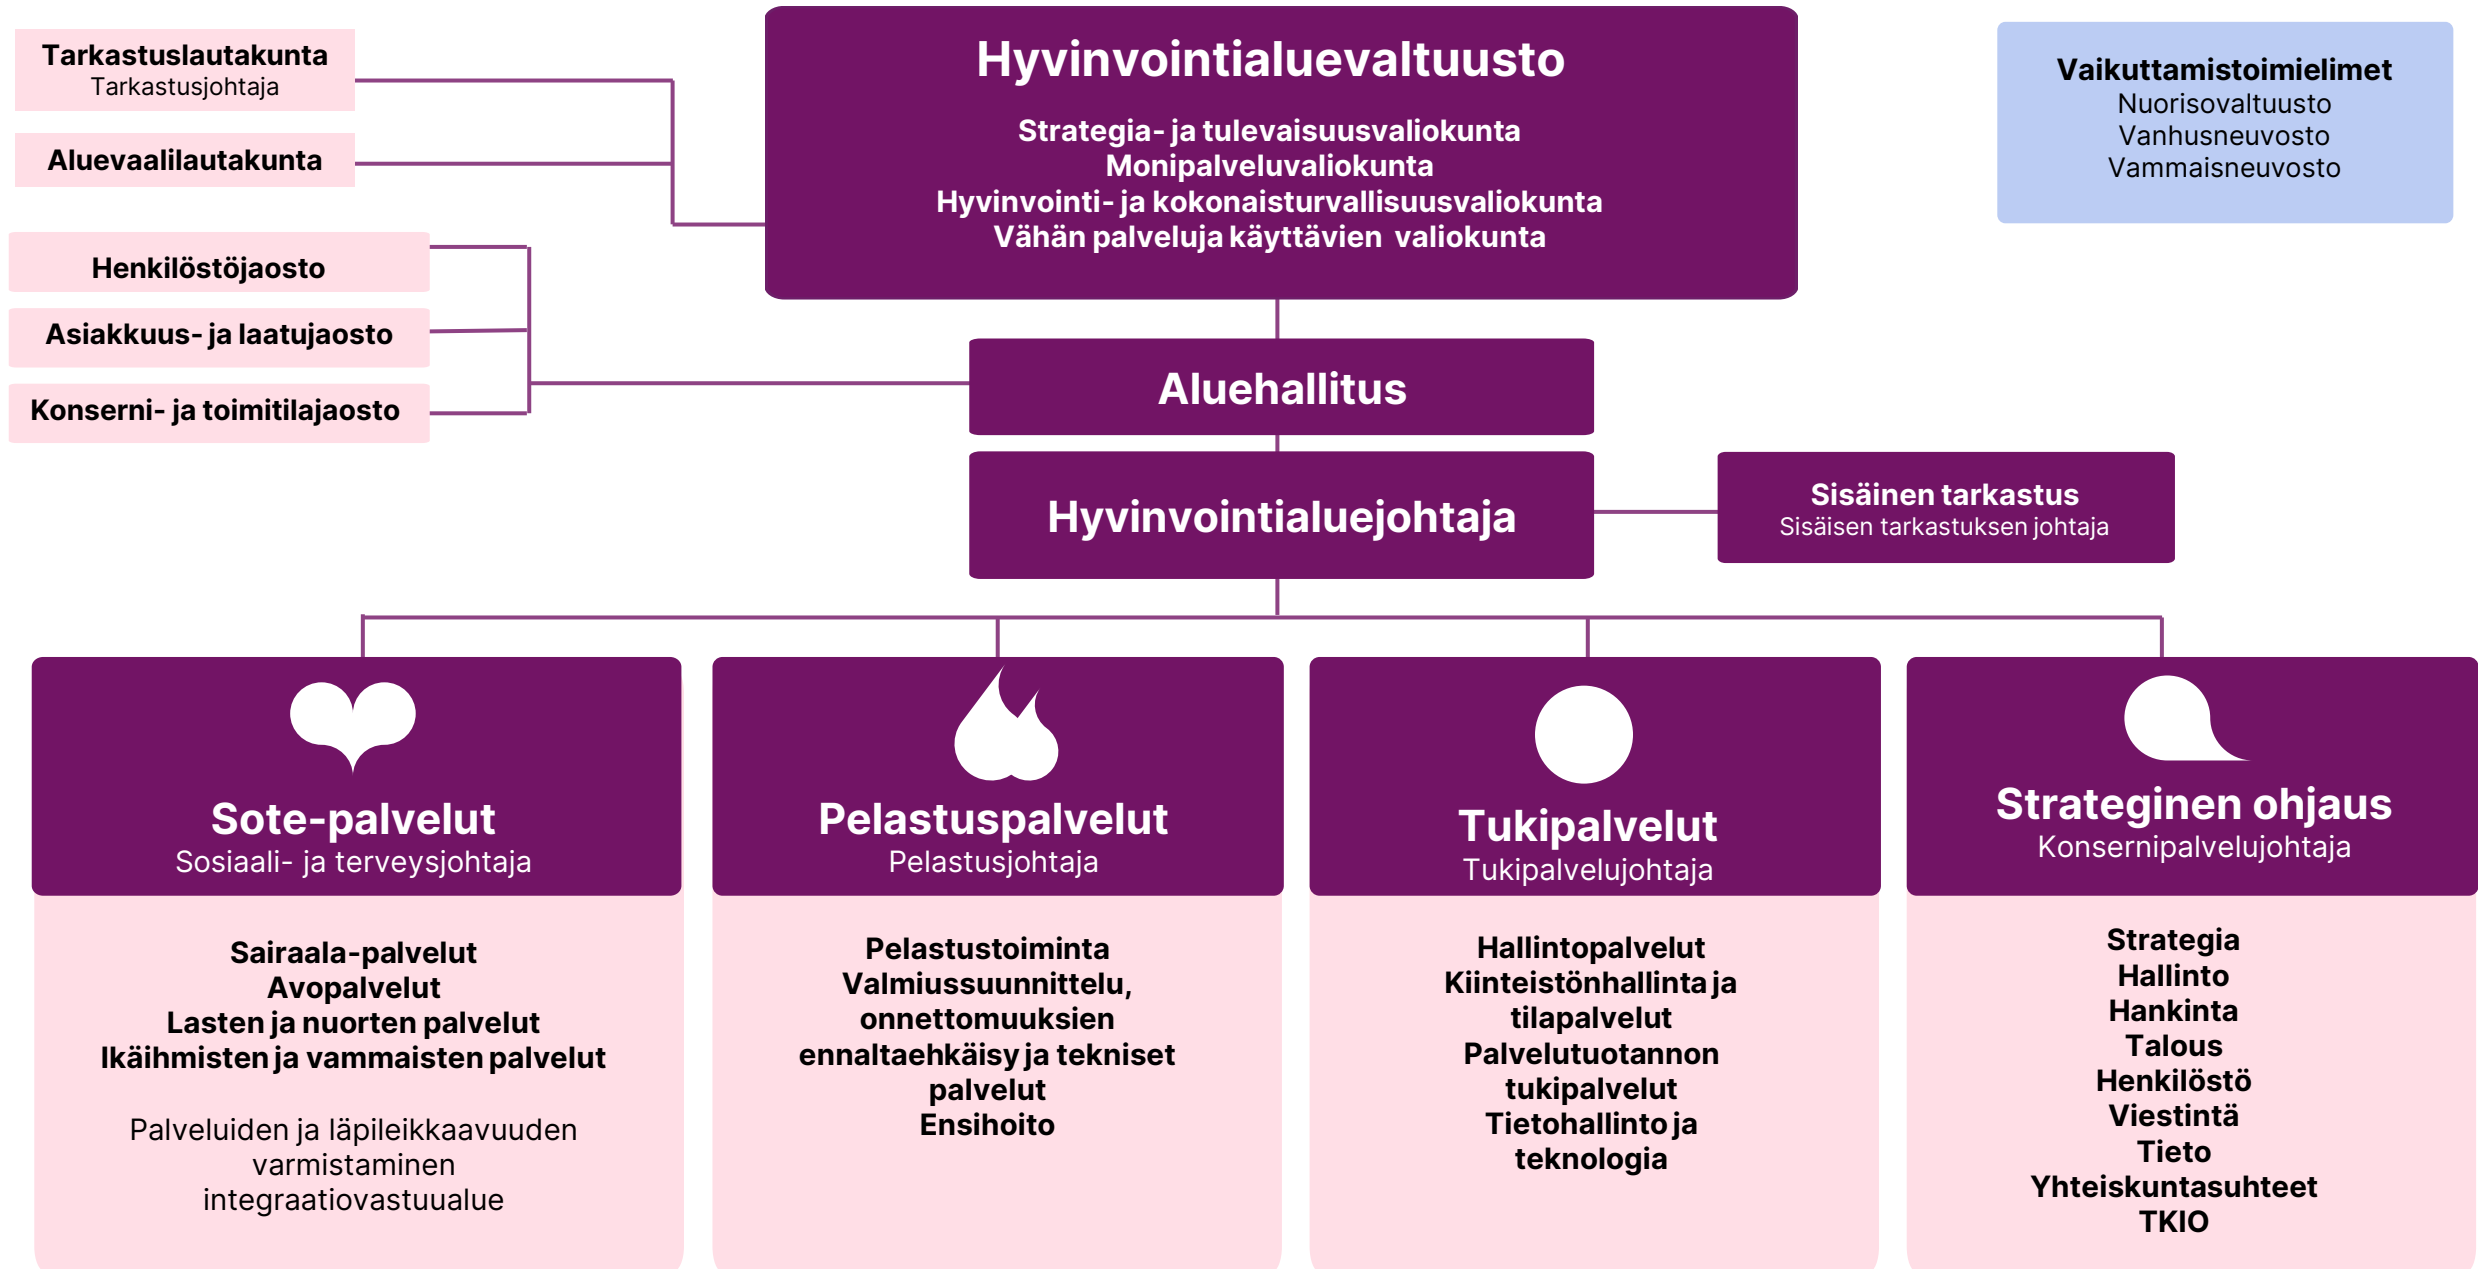 Tarkastuslautakunta
Tarkastusjohtaja
Aluevaalilautakunta
Henkilöstöjaosto
Asiakkuus- ja laatujaosto
Konserni- ja toimitilajaosto
Hyvinvointialuevaltuusto
Strategia- ja tulevaisuusvaliokunta
Monipalveluvaliokunta
Hyvinvointi- ja kokonaisturvallisuusvaliokunta
Vähän palveluja käyttävien valiokunta
Vaikuttamistoimielimet
Nuorisovaltuusto
Vanhusneuvosto
Vammaisneuvosto
Aluehallitus
Hyvinvointialuejohtaja
Sisäinen tarkastus
Sisäisen tarkastuksen johtaja
Sote-palvelut
Sosiaali- ja terveysjohtaja
Sairaala-palvelut
Avopalvelut
Lasten ja nuorten palvelut
Ikäihmisten ja vammaisten palvelut
Palveluiden ja läpileikkaavuuden
varmistaminen
integraatiovastuualue
Pelastuspalvelut
Pelastusjohtaja
Pelastustoiminta
Valmiussuunnittelu,
onnettomuuksien
ennaltaehkäisy ja tekniset
palvelut
Ensihoito
Tukipalvelut
Tukipalvelujohtaja
Hallintopalvelut
Kiinteistönhallinta ja
tilapalvelut
Palvelutuotannon
tukipalvelut
Tietohallinto ja
teknologia
Strateginen ohjaus
Konsernipalvelujohtaja
Strategia
Hallinto
Hankinta
Talous
Henkilöstö
Viestintä
Tieto
Yhteiskuntasuhteet
TKIO